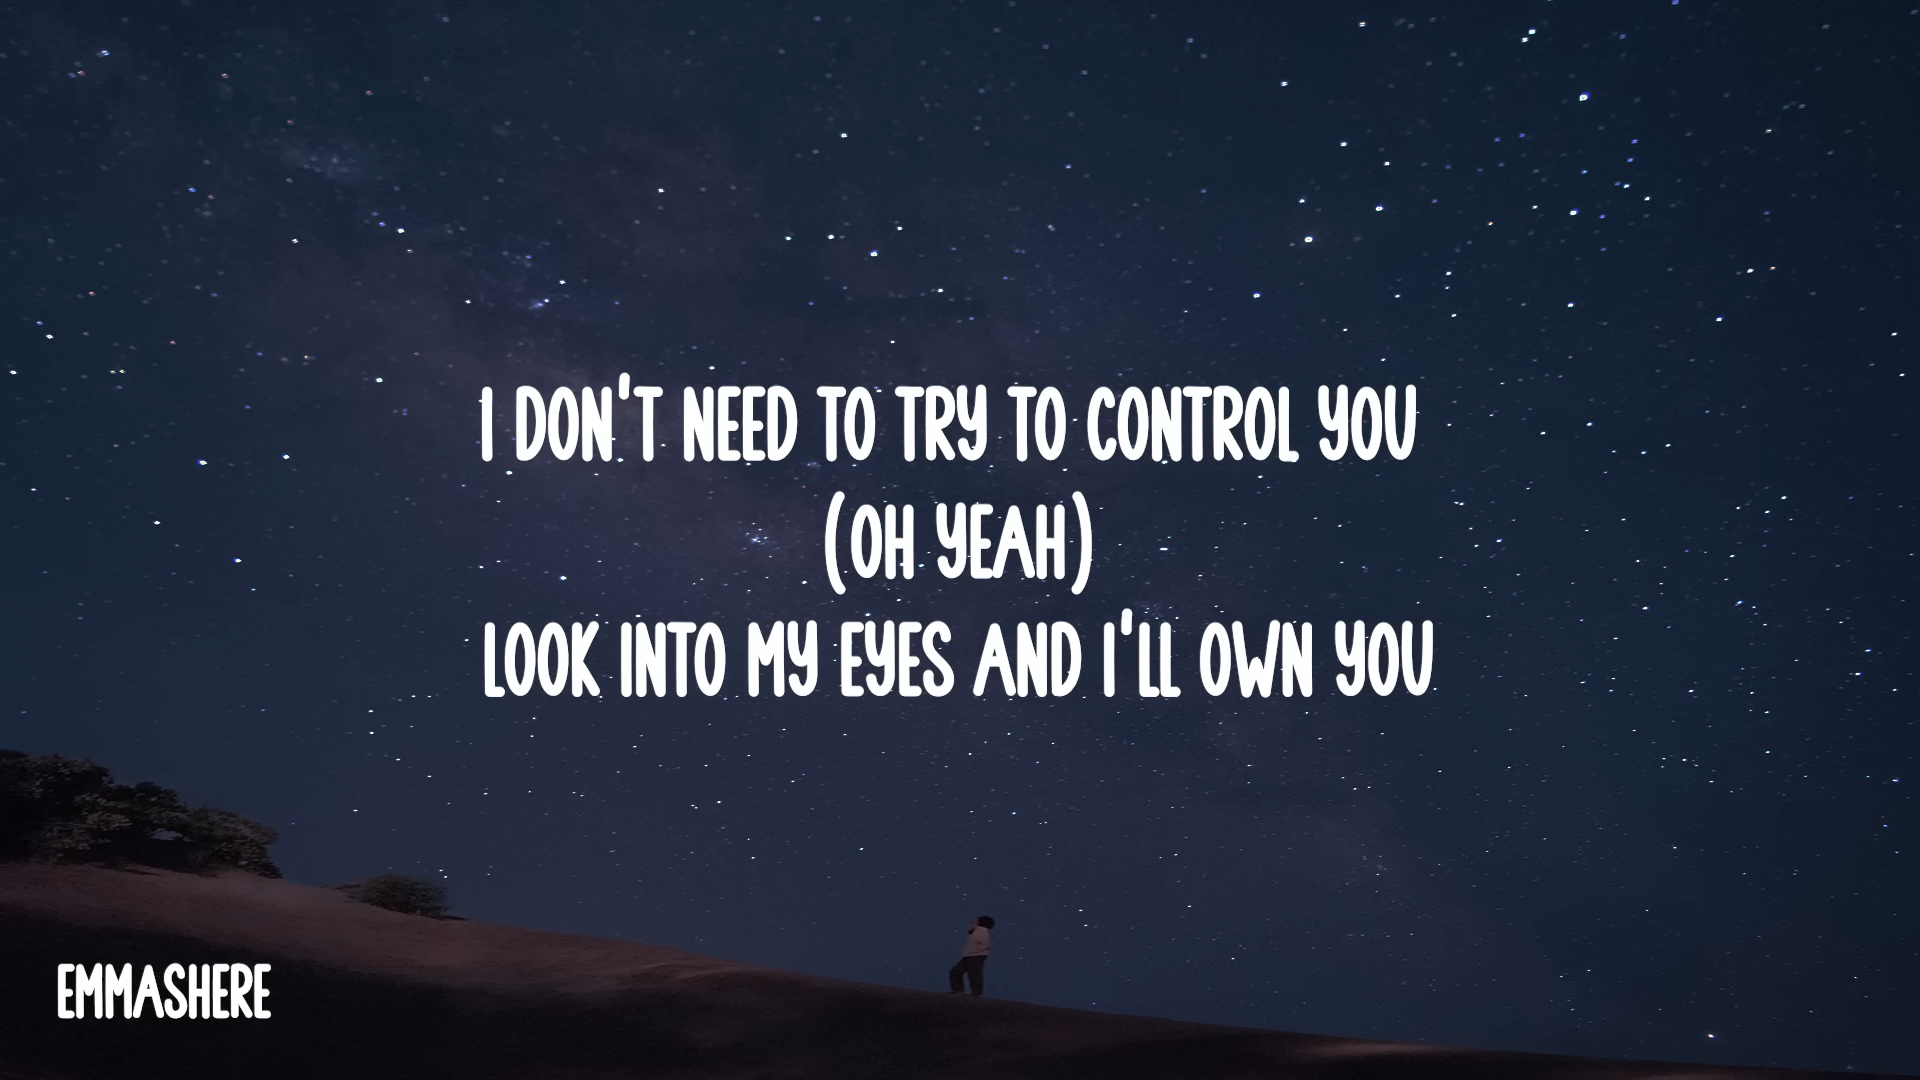 I DON'T NEED TO TRY TO CONTROL YOU
(OH YEAH)
LOOK INTO MY EYES AND I'LL OWN YOU
EMMASHERE